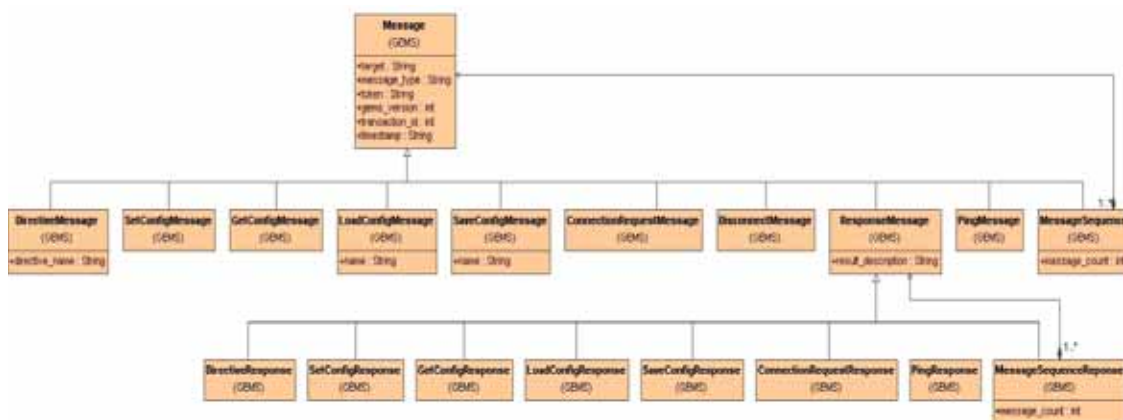 Message
(GEMS)
+target : String
+message_type : String
+token : String
+gems_version : int
+transaction_id : int
+timestamp : String
DirectiveMessage
(GEMS)
+directive_name : String
SetConfigMessage
(GEMS)
GetConfigMessage
(GEMS)
LoadConfigMessage
(GEMS)
+name : String
SaveConfigMessage
(GEMS)
+name : String
ConnectionRequestMessage
(GEMS)
DisconnectMessage
(GEMS)
ResponseMessage
(GEMS)
+result_description : String
PingMessage
(GEMS)
1..*
MessageSequence
(GEMS)
+message_count : int
DirectiveResponse
(GEMS)
SetConfigResponse
(GEMS)
GetConfigResponse
(GEMS)
LoadConfigResponse
(GEMS)
SaveConfigResponse
(GEMS)
ConnectionRequestResponse
(GEMS)
PingResponse
(GEMS)
1..*
MessageSequenceReponse
(GEMS)
+message_count : int